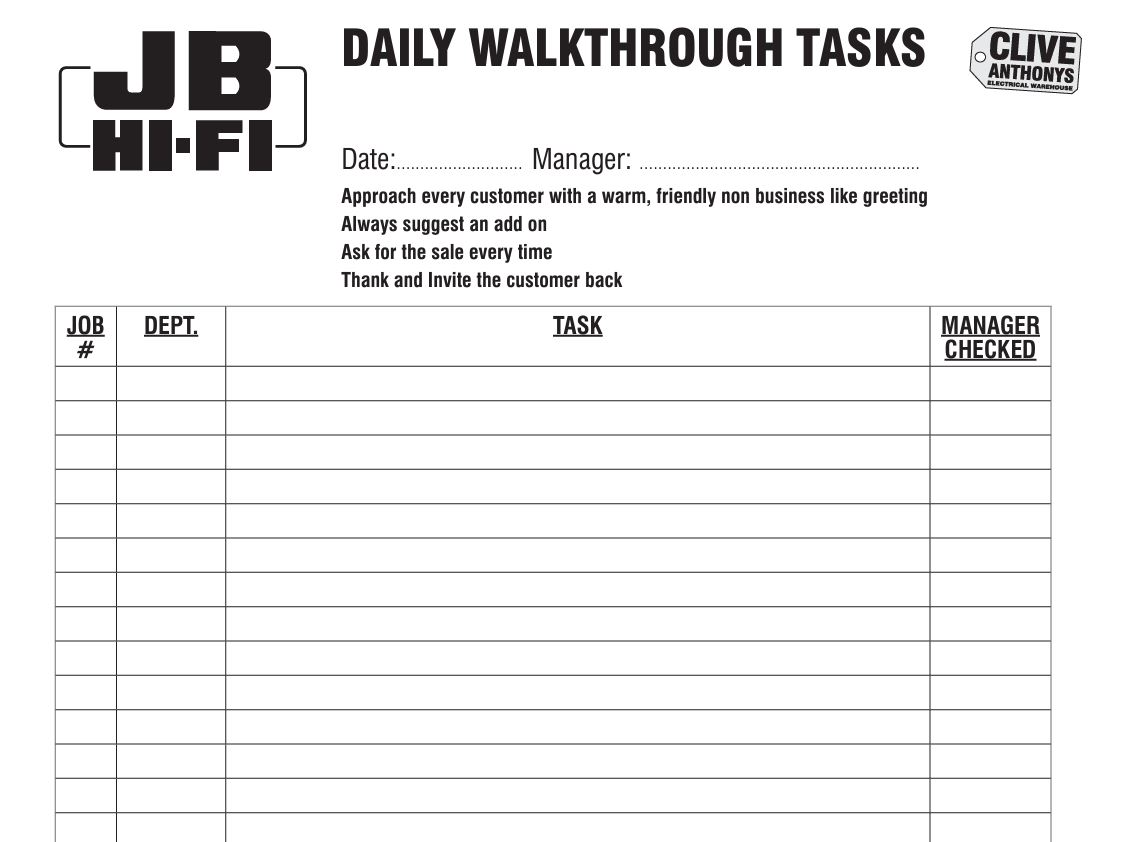 JB
HI-FI
DAILY WALKTHROUGH TASKS
CLIVE
ANTHONYS
ELECTRICAL WAREHOUSE
Date:.......................... Manager: ............................................................
Approach every customer with a warm, friendly non business like greeting
Always suggest an add on
Ask for the sale every time
Thank and Invite the customer back
JOB # DEPT. TASK MANAGER CHECKED